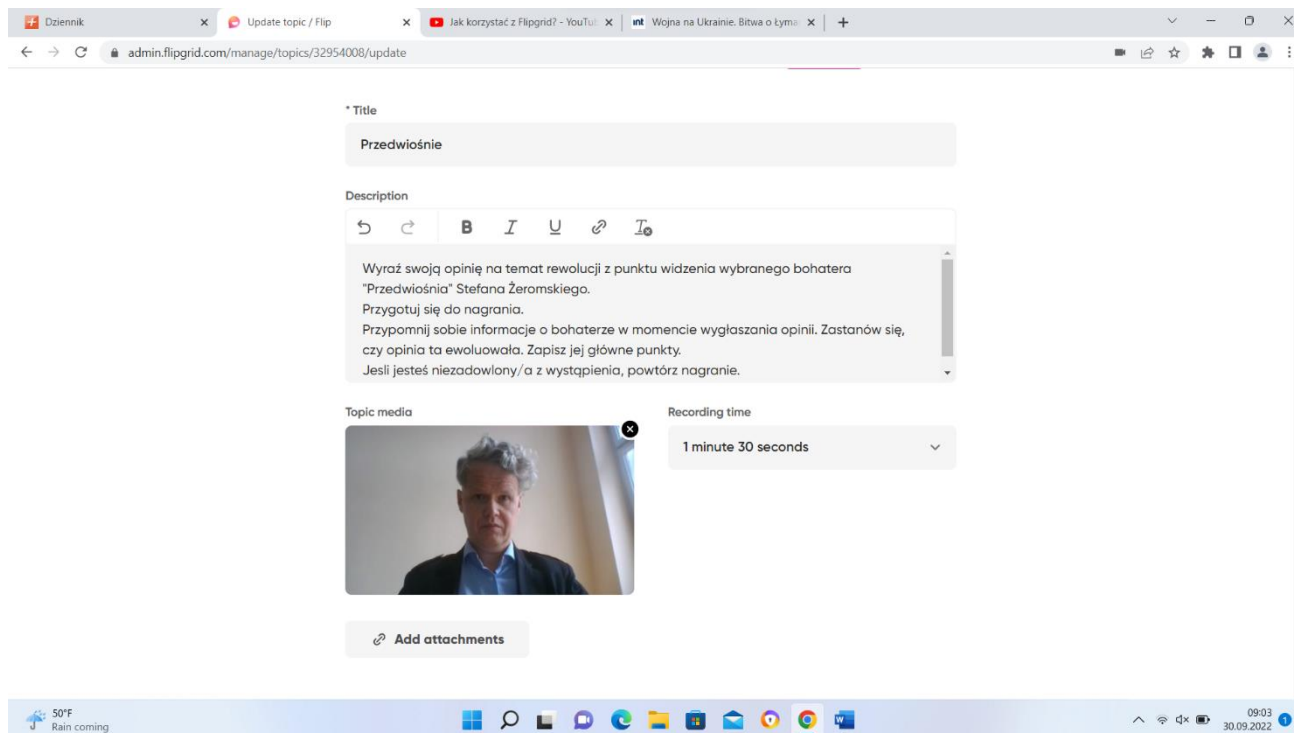 Dziennik
Update topic / Flip
Jak korzystać z Flipgrid? - YouTu
int Wojna na Ukrainie. Bitwa o Łyma
admin.flipgrid.com/manage/topics/32954008/update
* Title
Przedwiośnie
Description
B I U
Wyraź swoją opinię na temat rewolucji z punktu widzenia wybranego bohatera
"Przedwiośnia" Stefana Żeromskiego.
Przygotuj się do nagrania.
Przypomnij sobie informacje o bohaterze w momencie wygłaszania opinii. Zastanów się,
czy opinia ta ewoluowała. Zapisz jej główne punkty.
Jesli jesteś niezadowlony/a z wystąpienia, powtórz nagranie.
Topic media
Recording time
1 minute 30 seconds
Add attachments
50°F
Rain coming
09:03
30.09.2022
1